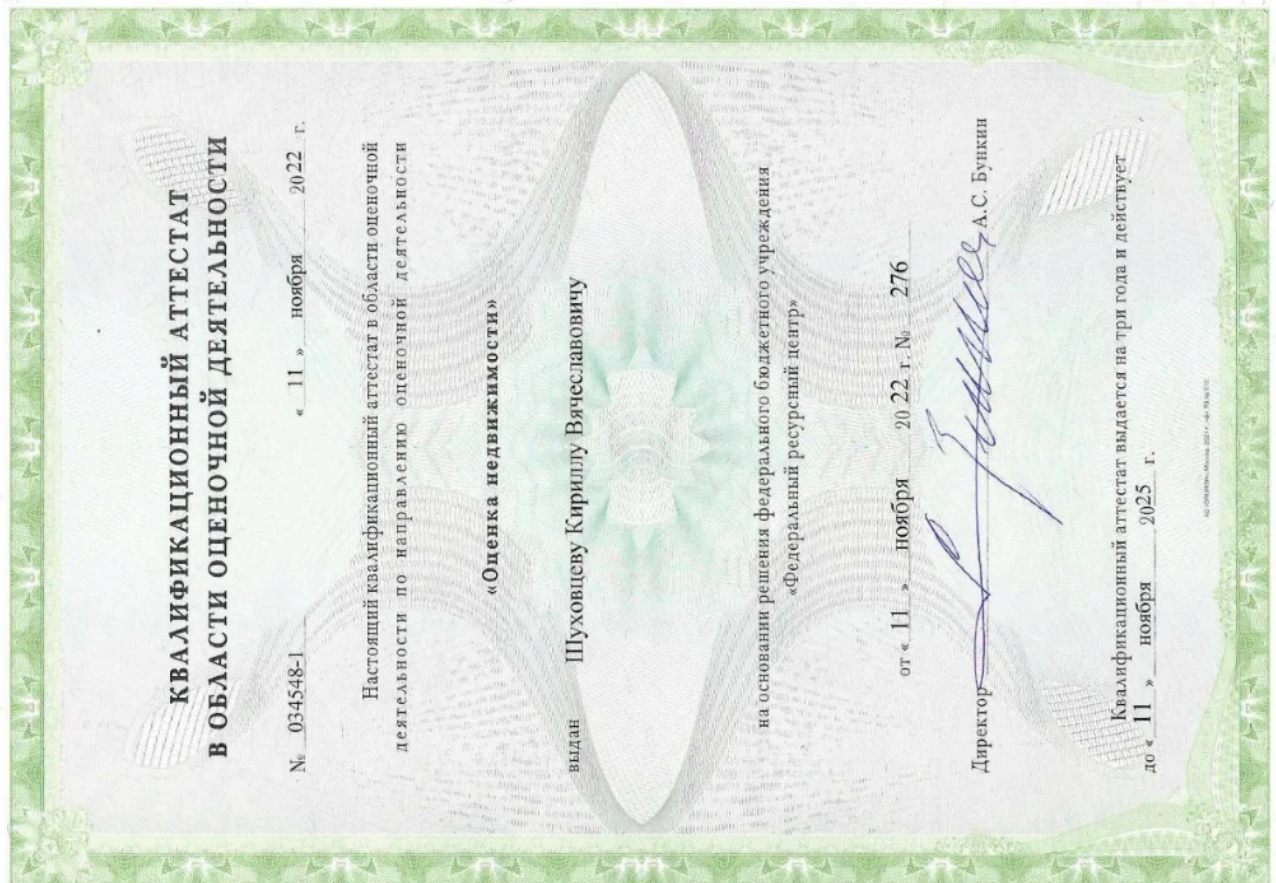 КВАЛИФИКАЦИОННЫЙ АТТЕСТАТ
В ОБЛАСТИ ОЦЕНОЧНОЙ ДЕЯТЕЛЬНОСТИ
№ 034548-1 « 11 » ноября 2022 г.
Настоящий квалификационный аттестат в области оценочной
деятельности по направлению оценочной деятельности
«Оценка недвижимости»
выдан Шуховцеву Кириллу Вячеславовичу
на основании решения федерального бюджетного учреждения
«Федеральный ресурсный центр»
от « 11 » ноября 20 22 г. № 276
Директор А.С. Бункин
Квалификационный аттестат выдается на три года и действует
до « 11 » ноября 2025 г.